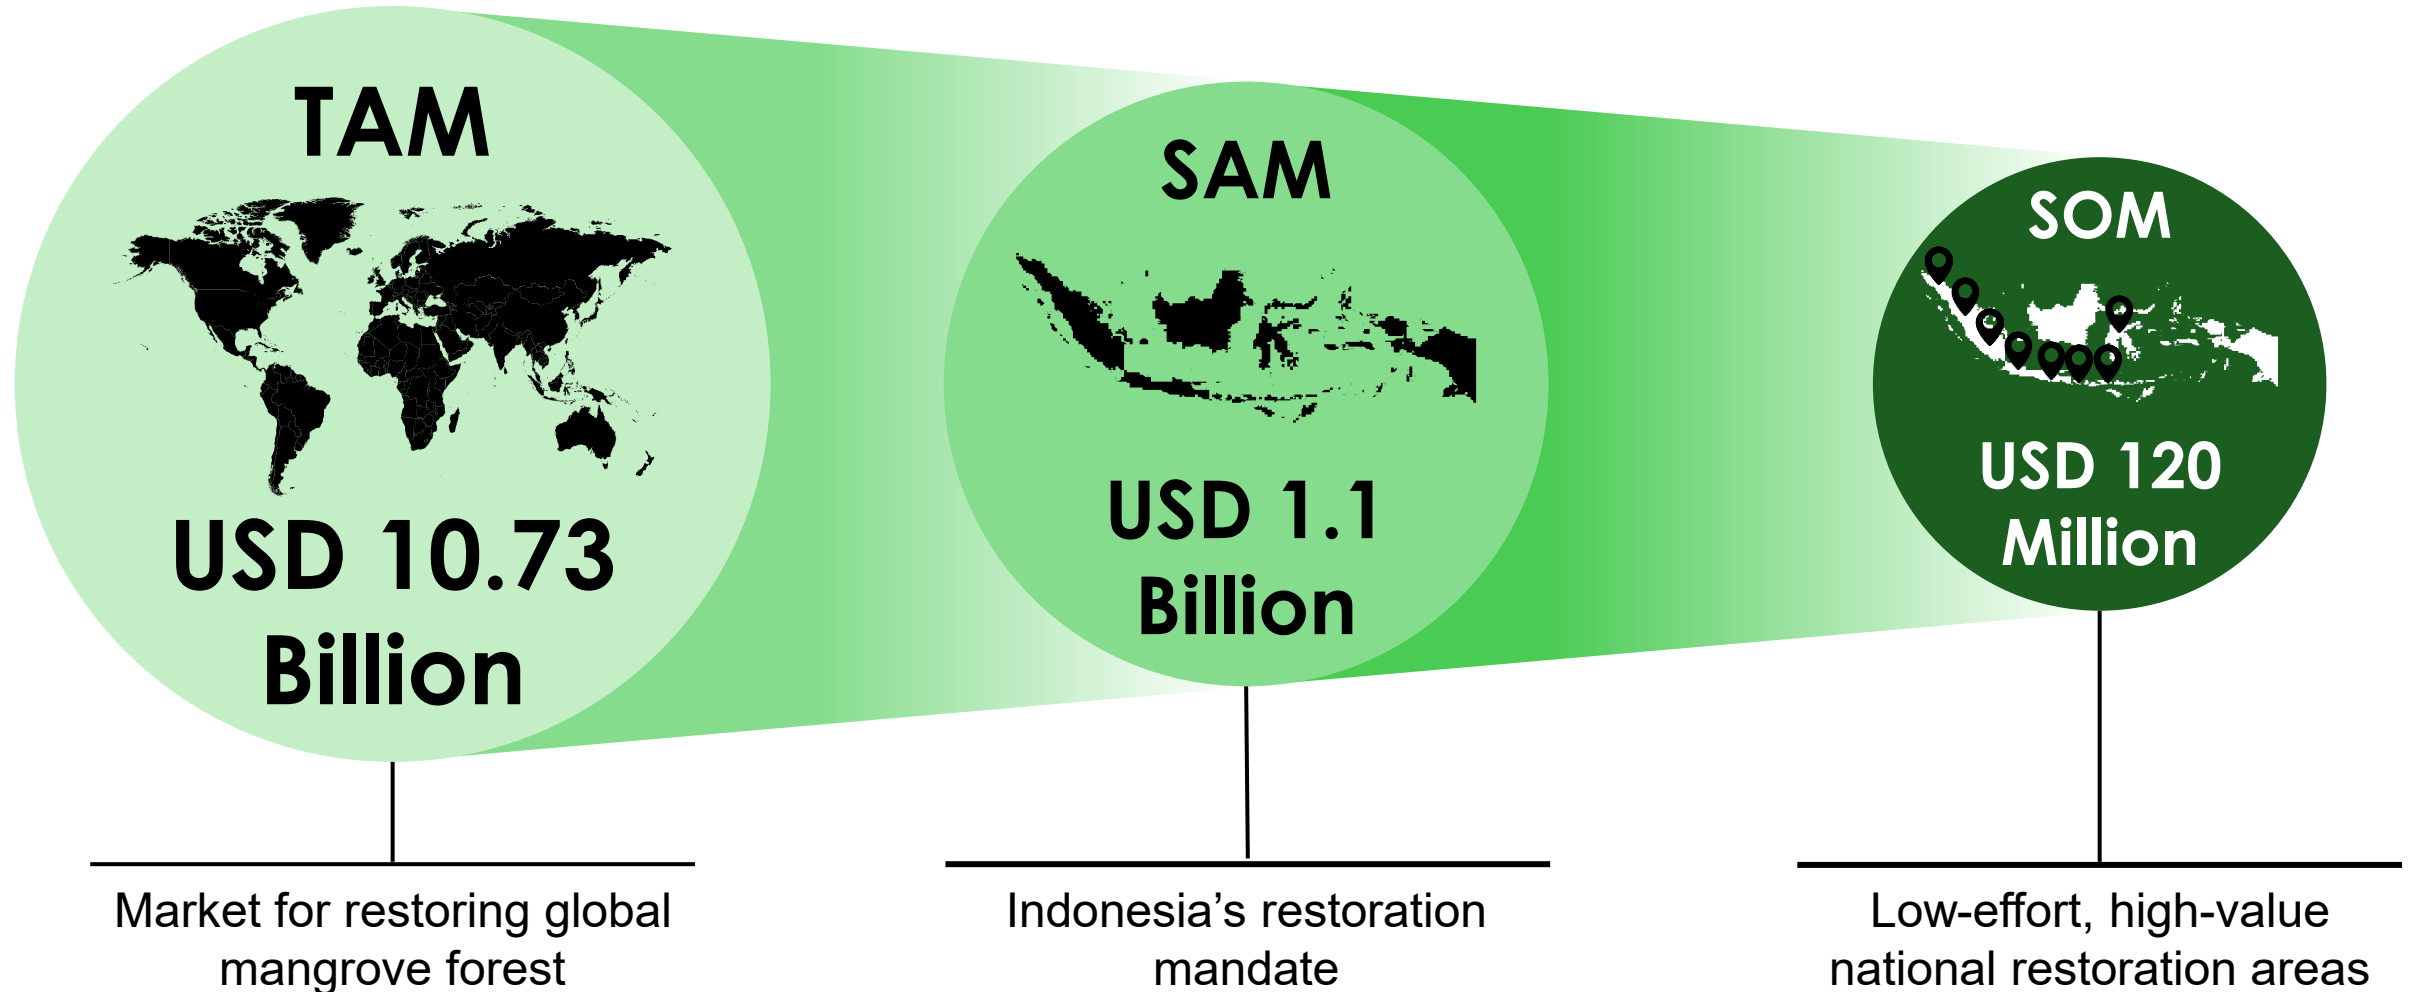 TAM
USD 10.73
Billion
Market for restoring global
mangrove forest
SAM
USD 1.1
Billion
Indonesia’s restoration
mandate
SOM
USD 120
Million
Low-effort, high-value
national restoration areas